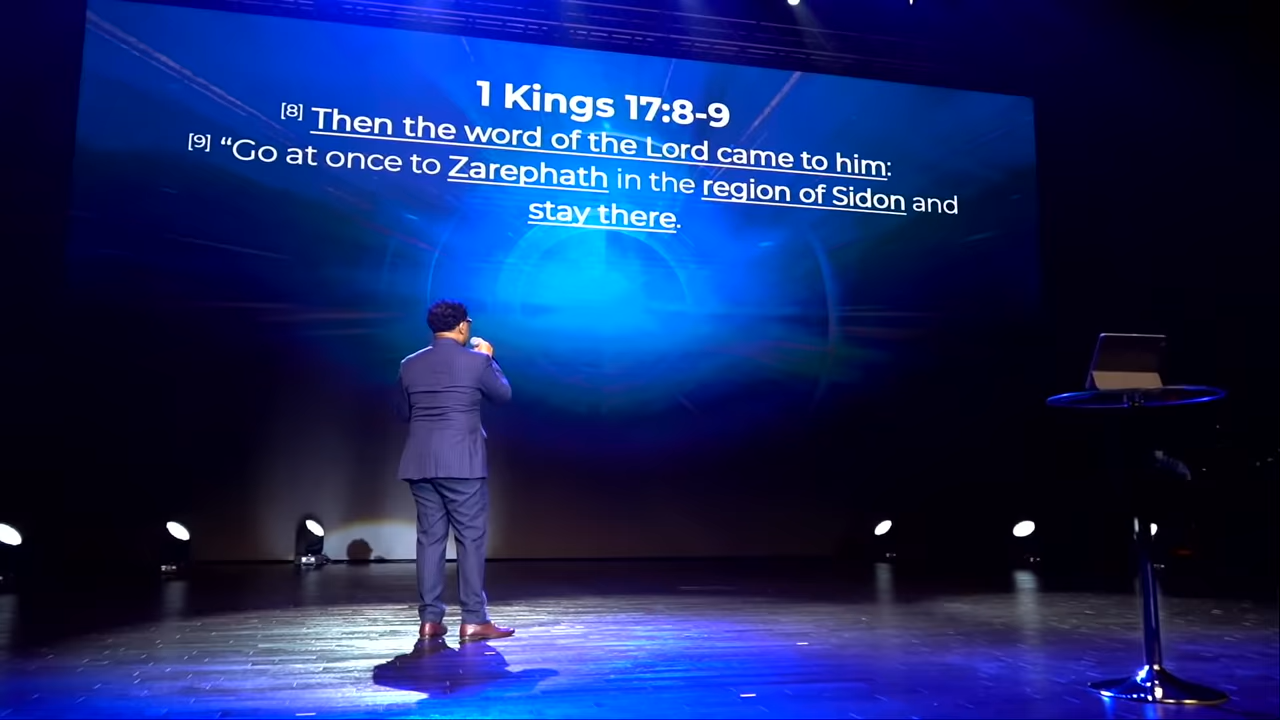 1 Kings 17:8-9
[8] Then the word of the Lord came to him:
[9] “Go at once to Zarephath in the region of Sidon and
stay there.